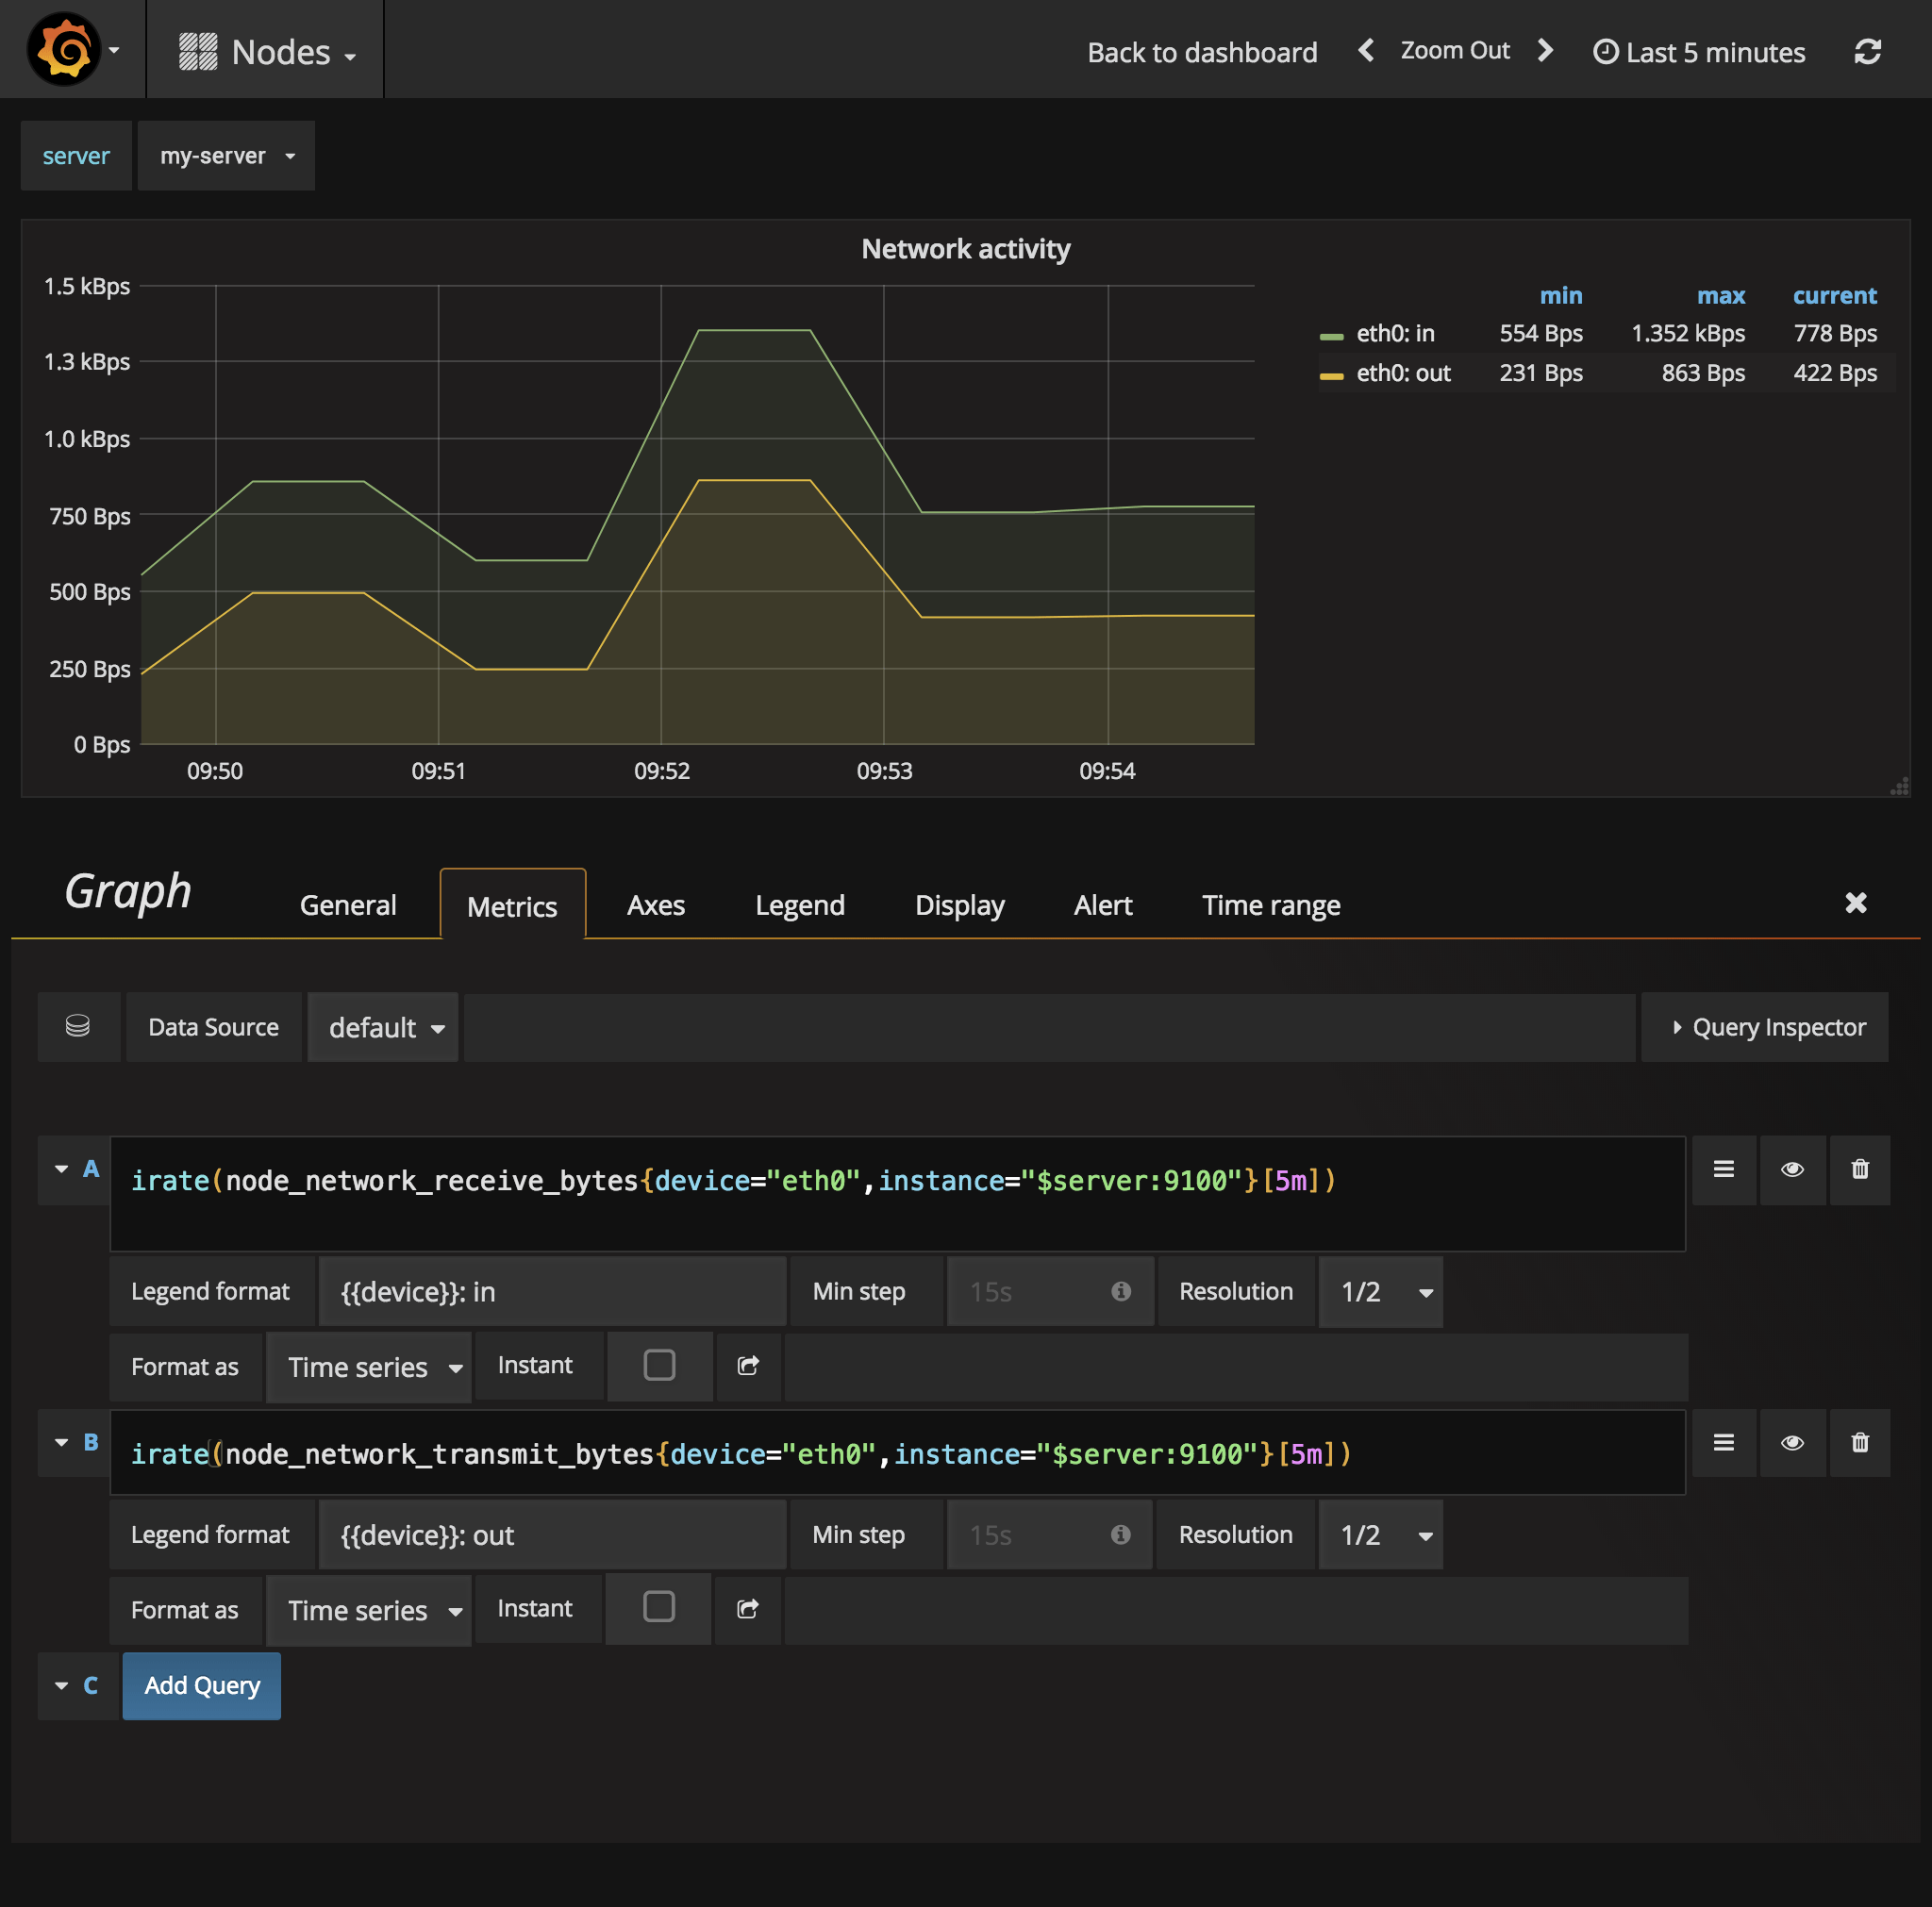 Nodes
Back to dashboard Zoom Out Last 5 minutes
server my-server
Network activity
1.5 kBps
1.3 kBps
1.0 kBps
750 Bps
500 Bps
250 Bps
0 Bps
09:50 09:51 09:52 09:53 09:54
min max current
eth0: in 554 Bps 1.352 kBps 778 Bps
eth0: out 231 Bps 863 Bps 422 Bps
Graph General Metrics Axes Legend Display Alert Time range
Data Source default Query Inspector
A irate(node_network_receive_bytes{device="eth0",instance="$server:9100"}[5m])
Legend format {{device}}: in Min step 15s Resolution 1/2
Format as Time series Instant
B irate(node_network_transmit_bytes{device="eth0",instance="$server:9100"}[5m])
Legend format {{device}}: out Min step 15s Resolution 1/2
Format as Time series Instant
C Add Query